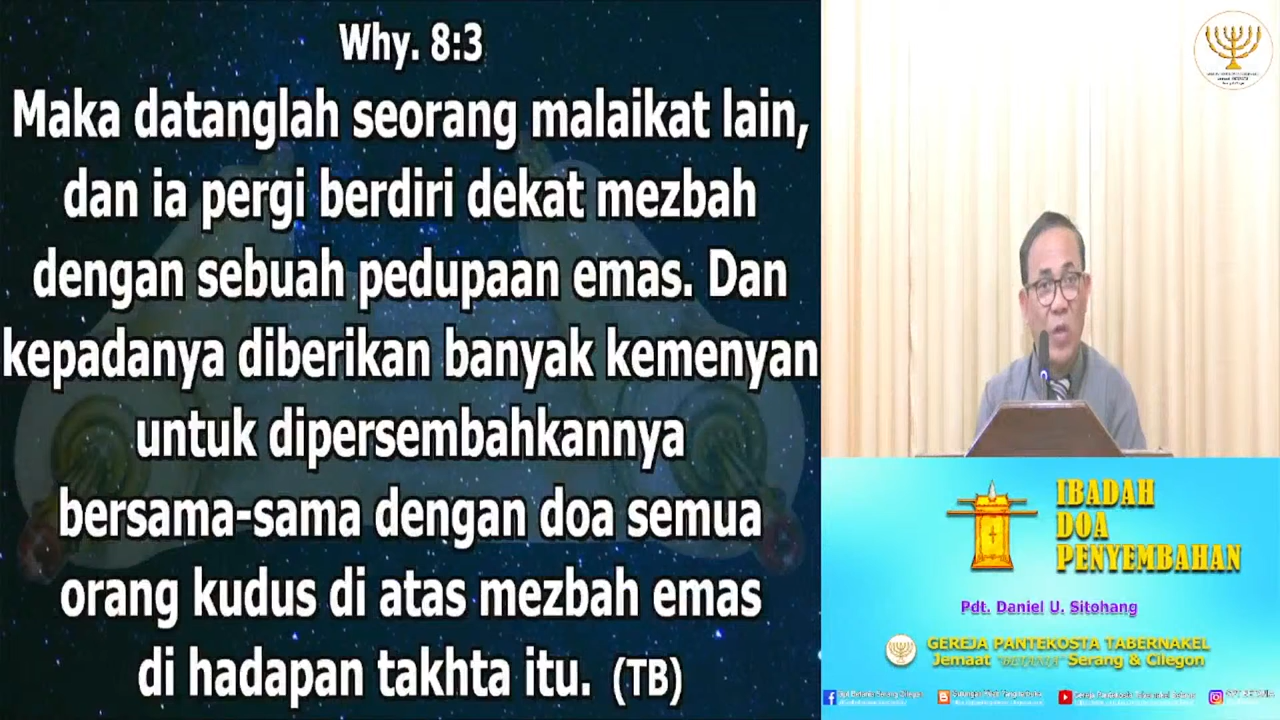 Why. 8:3
Maka datanglah seorang malaikat lain,
dan ia pergi berdiri dekat mezbah
dengan sebuah pedupaan emas. Dan
kepadanya diberikan banyak kemenyan
untuk dipersembahkannya
bersama-sama dengan doa semua
orang kudus di atas mezbah emas
di hadapan takhta itu. (TB)
IBADAH
DOA
PENYEMBAHAN
Pdt. Daniel U. Sitohang
GEREJA PANTEKOSTA TABERNAKEL
Jemaat "BETANIA" Serang & Cilegon